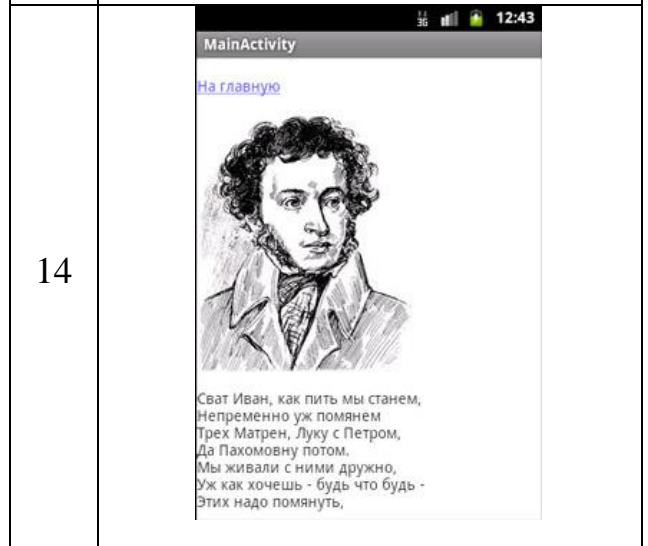 3G 12:43
MainActivity
На главную
14
Сват Иван, как пить мы станем,
Непременно уж помянем
Трех Матрен, Луку с Петром,
Да Пахомовну потом.
Мы живали с ними дружно,
Уж как хочешь - будь что будь -
Этих надо помянуть,